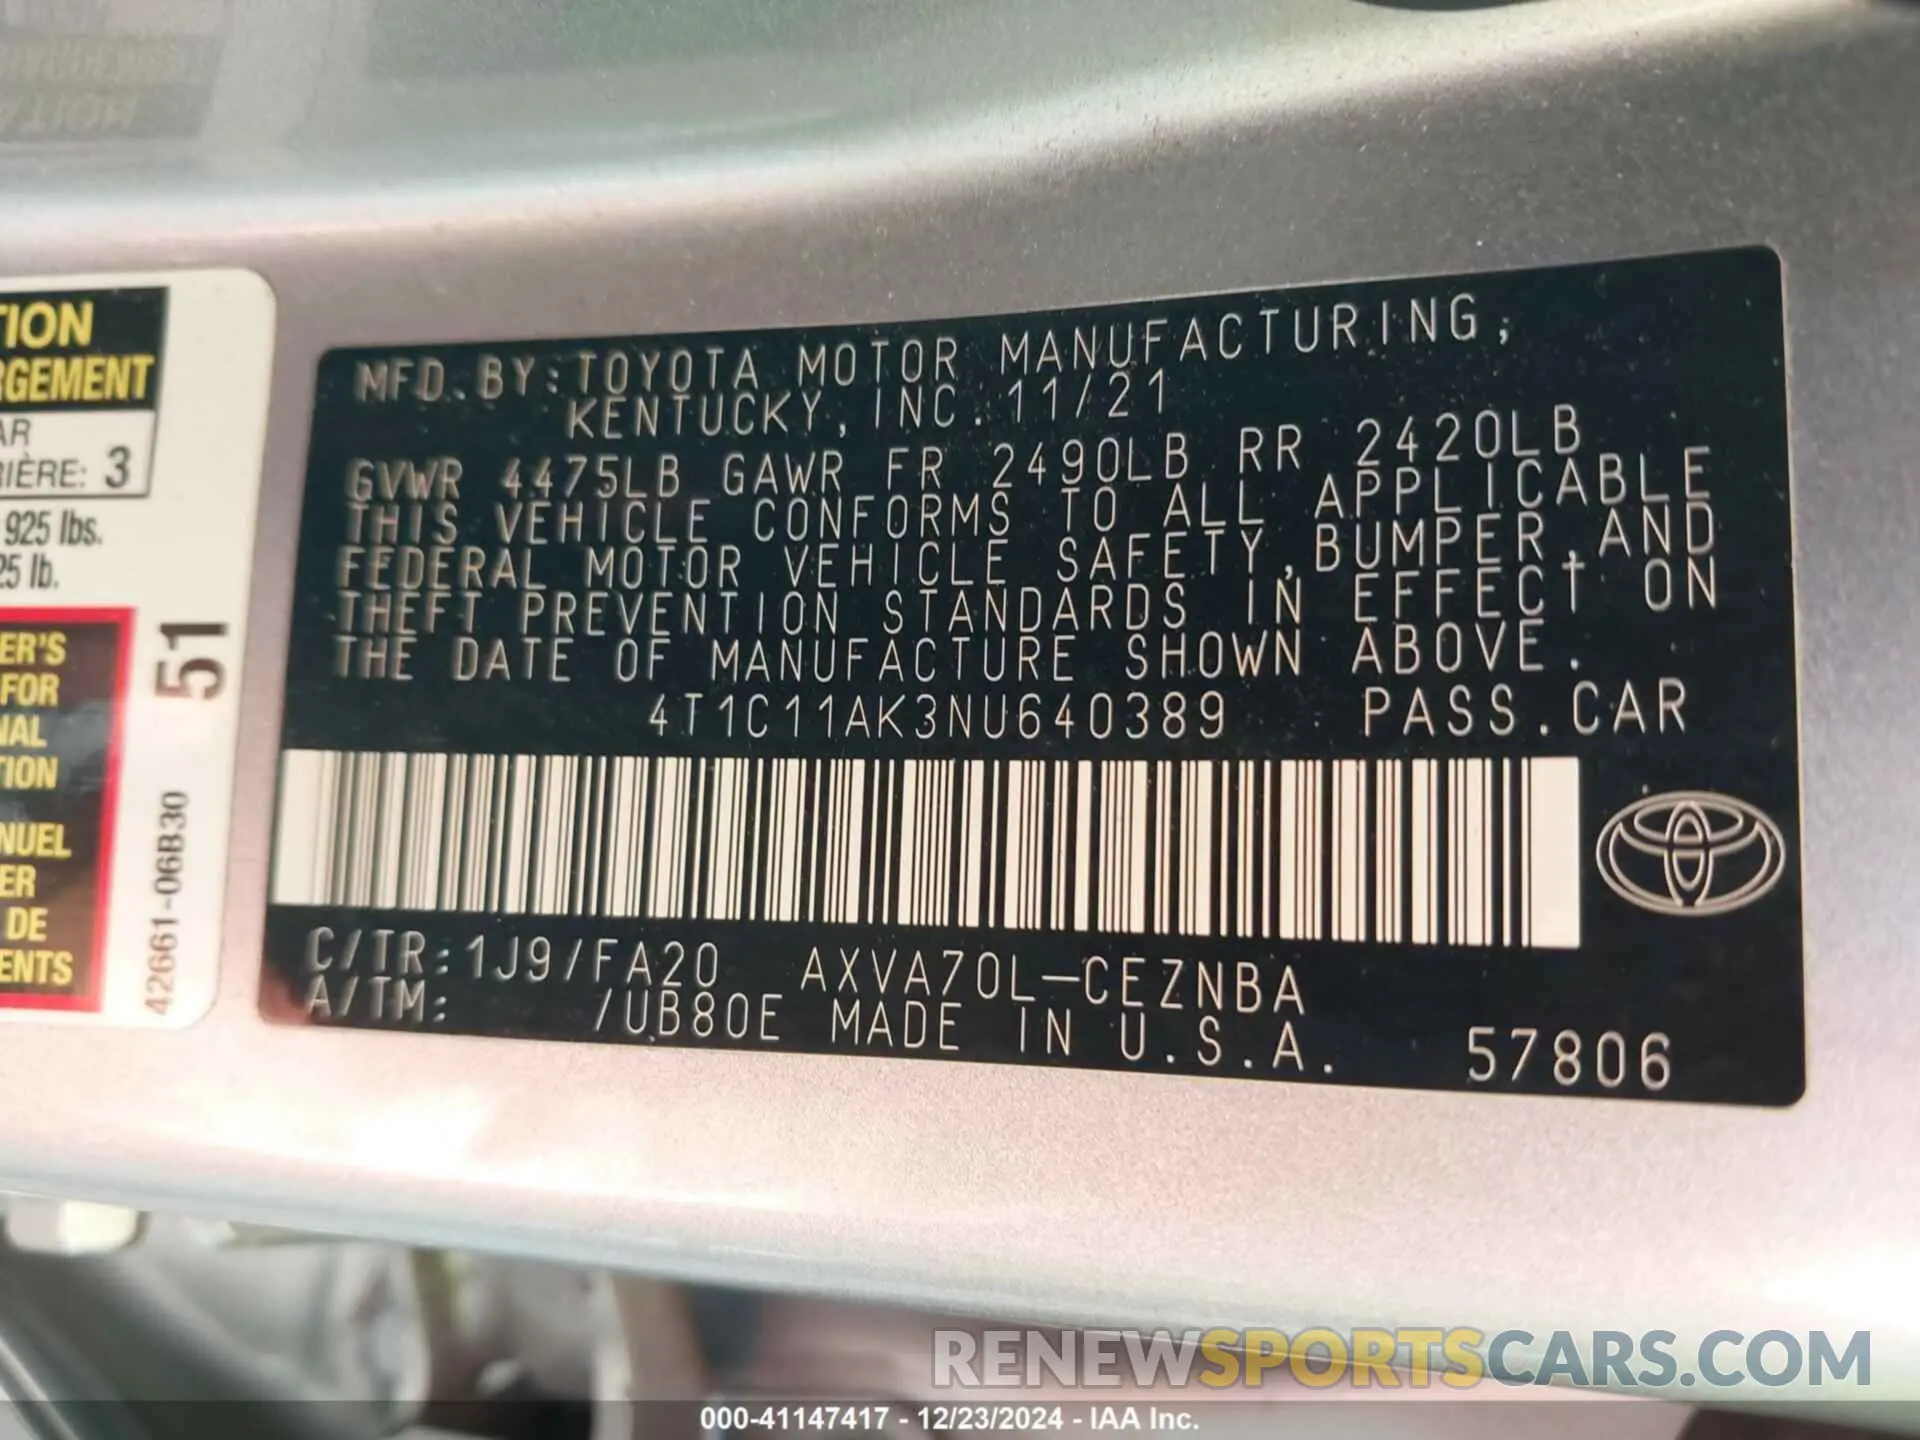 TION
RGEMENT
AR
IÈRE: 3
925 lbs.
25 lb.
ER'S
FOR
NAL
TION
NUEL
ER
DE
ENTS
51
42661-06B30
MFD. BY: TOYOTA MOTOR MANUFACTURING,
KENTUCKY, INC. 11/21
GVWR 4475LB GAWR FR 2490LB RR 2420LB
THIS VEHICLE CONFORMS TO ALL APPLICABLE
FEDERAL MOTOR VEHICLE SAFETY, BUMPER, AND
THEFT PREVENTION STANDARDS IN EFFECT ON
THE DATE OF MANUFACTURE SHOWN ABOVE.
4T1C11AK3NU640389 PASS. CAR
C/TR: 1J9/FA20 AXVA70L-CEZNBA
A/TM: /UB80E MADE IN U.S.A. 57806
RENEWSPORTSCARS.COM
000-41147417 - 12/23/2024 - IAA Inc.